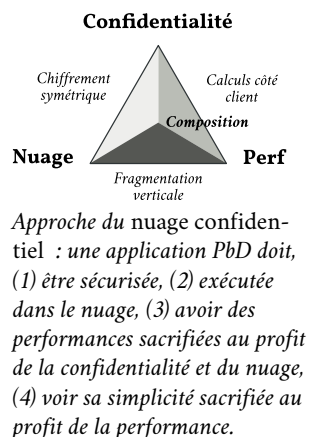 Confidentialité
Chiffrement
symétrique
Calculs côté
client
Composition
Nuage
Perf
Fragmentation
verticale
Approche du nuage confiden-
tiel : une application PbD doit,
(1) être sécurisée, (2) exécutée
dans le nuage, (3) avoir des
performances sacrifiées au profit
de la confidentialité et du nuage,
(4) voir sa simplicité sacrifiée au
profit de la performance.